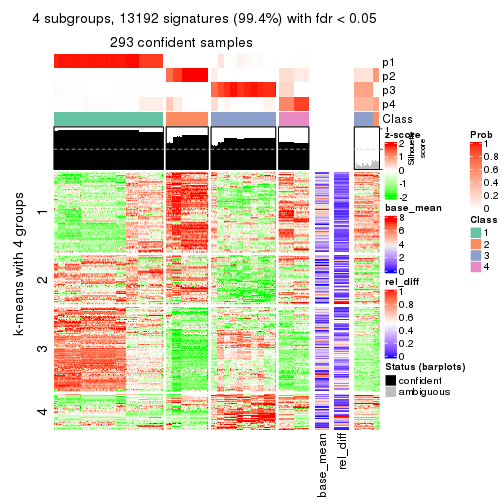 4 subgroups, 13192 signatures (99.4%) with fdr < 0.05
293 confident samples
p1
p2
p3
p4
Class
1
Silhouette
score
k-means with 4 groups
1
2
3
4
base_mean
rel_diff
z-score
2
1
0
-1
-2
base_mean
8
6
4
2
0
rel_diff
1
0.8
0.6
0.4
0.2
0
Status (barplots)
confident
ambiguous
Prob
1
0.8
0.6
0.4
0.2
0
Class
1
2
3
4